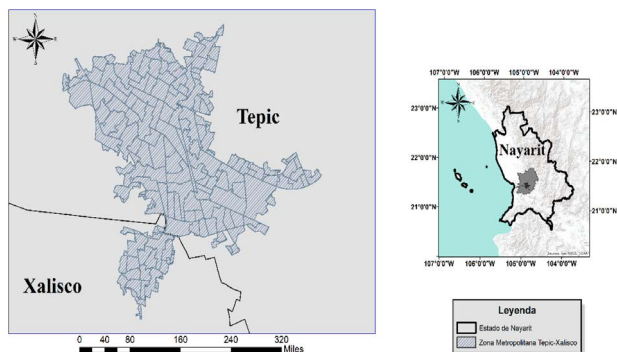 N
W E
S
Tepic
Xalisco
0 40 80 160 240 320
Miles
107°0'0"W 106°0'0"W 105°0'0"W 104°0'0"W
23°0'0"N 23°0'0"N
22°0'0"N 22°0'0"N
21°0'0"N 21°0'0"N
Nayarit
107°0'0"W 106°0'0"W 105°0'0"W 104°0'0"W
Leyenda
Estado de Nayarit
Zona Metropolitana Tepic-Xalisco